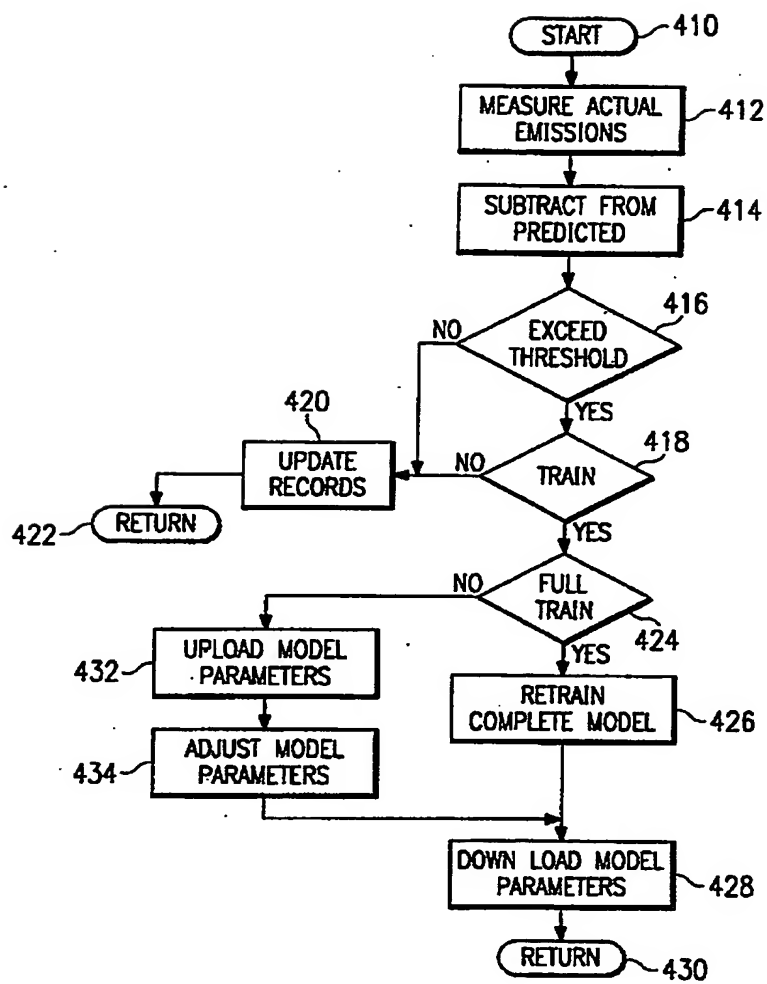 START
410
MEASURE ACTUAL
EMISSIONS
412
SUBTRACT FROM
PREDICTED
414
416
NO
EXCEED
THRESHOLD
YES
420
418
UPDATE
RECORDS
NO
TRAIN
422
RETURN
YES
NO
FULL
TRAIN
424
YES
432
UPLOAD MODEL
PARAMETERS
RETRAIN
COMPLETE MODEL
426
434
ADJUST MODEL
PARAMETERS
DOWN LOAD MODEL
PARAMETERS
428
RETURN
430